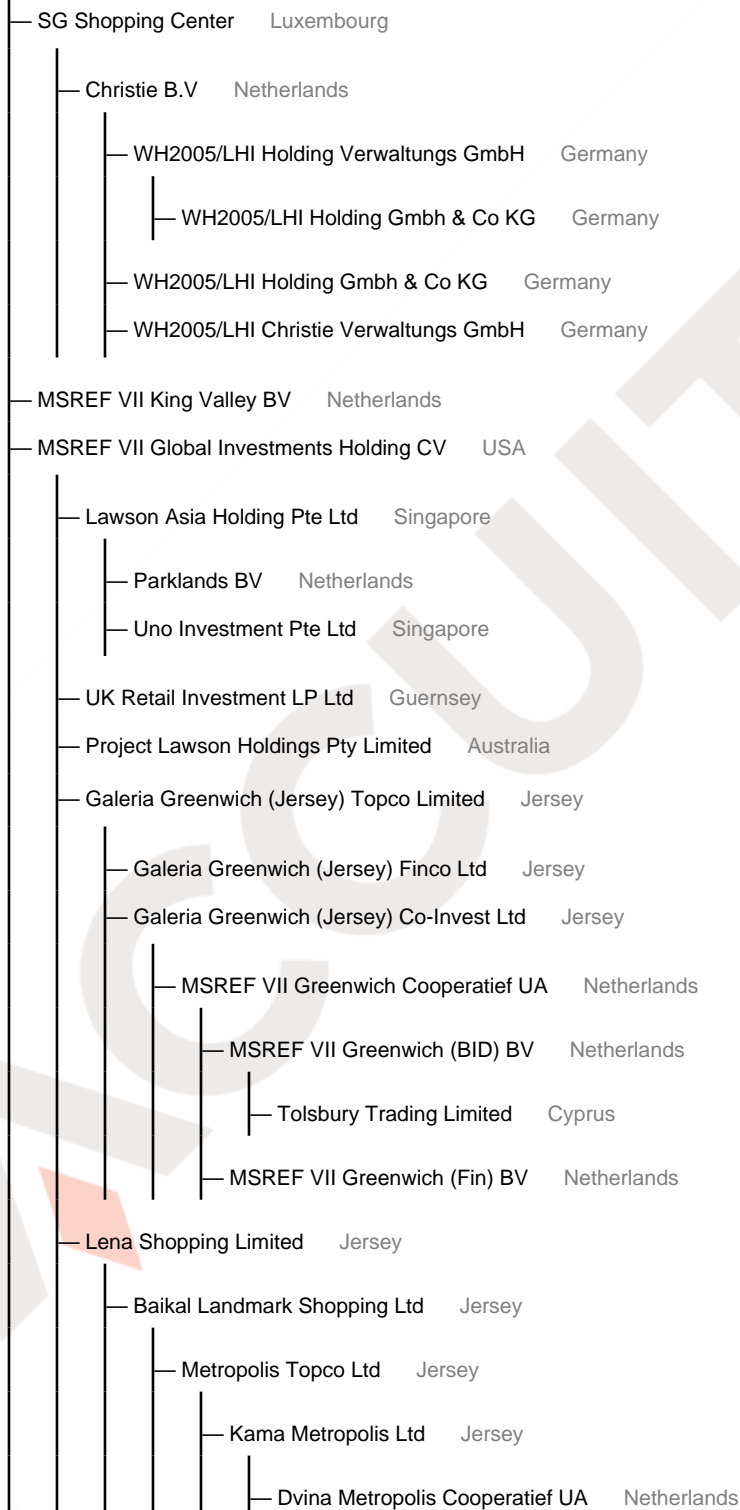 SG Shopping Center Luxembourg
Christie B.V Netherlands
WH2005/LHI Holding Verwaltungs GmbH Germany
WH2005/LHI Holding Gmbh & Co KG Germany
WH2005/LHI Holding Gmbh & Co KG Germany
WH2005/LHI Christie Verwaltungs GmbH Germany
MSREF VII King Valley BV Netherlands
MSREF VII Global Investments Holding CV USA
Lawson Asia Holding Pte Ltd Singapore
Parklands BV Netherlands
Uno Investment Pte Ltd Singapore
UK Retail Investment LP Ltd Guernsey
Project Lawson Holdings Pty Limited Australia
Galeria Greenwich (Jersey) Topco Limited Jersey
Galeria Greenwich (Jersey) Finco Ltd Jersey
Galeria Greenwich (Jersey) Co-Invest Ltd Jersey
MSREF VII Greenwich Cooperatief UA Netherlands
MSREF VII Greenwich (BID) BV Netherlands
Tolsbury Trading Limited Cyprus
MSREF VII Greenwich (Fin) BV Netherlands
Lena Shopping Limited Jersey
Baikal Landmark Shopping Ltd Jersey
Metropolis Topco Ltd Jersey
Kama Metropolis Ltd Jersey
Dvina Metropolis Cooperatief UA Netherlands